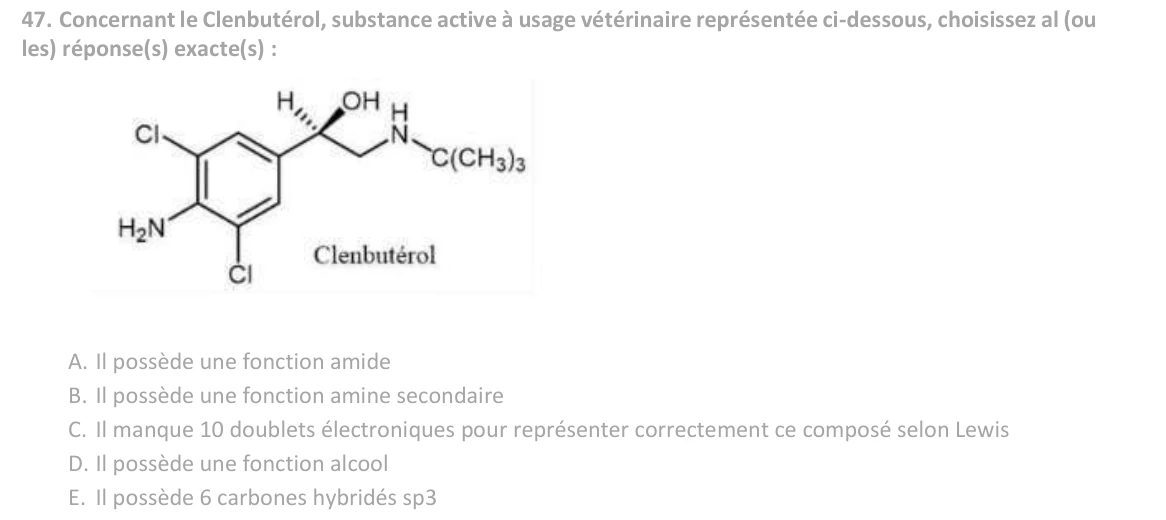 47. Concernant le Clenbutérol, substance active à usage vétérinaire représentée ci-dessous, choisissez al (ou
les) réponse(s) exacte(s) :
H OH H
Cl N
C(CH3)3
H2N
Clenbutérol
Cl
A. Il possède une fonction amide
B. Il possède une fonction amine secondaire
C. Il manque 10 doublets électroniques pour représenter correctement ce composé selon Lewis
D. Il possède une fonction alcool
E. Il possède 6 carbones hybridés sp3